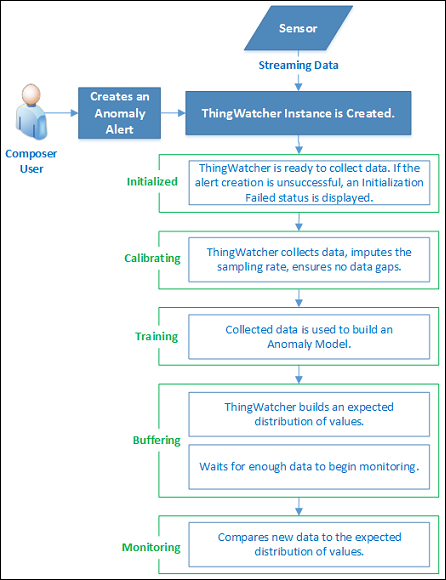 Sensor
Streaming Data
Creates an
Anomaly
Alert
ThingWatcher Instance is Created.
Composer
User
Initialized
ThingWatcher is ready to collect data. If the
alert creation is unsuccessful, an Initialization
Failed status is displayed.
Calibrating
ThingWatcher collects data, imputes the
sampling rate, ensures no data gaps.
Training
Collected data is used to build an
Anomaly Model.
Buffering
ThingWatcher builds an expected
distribution of values.
Waits for enough data to begin monitoring.
Monitoring
Compares new data to the expected
distribution of values.